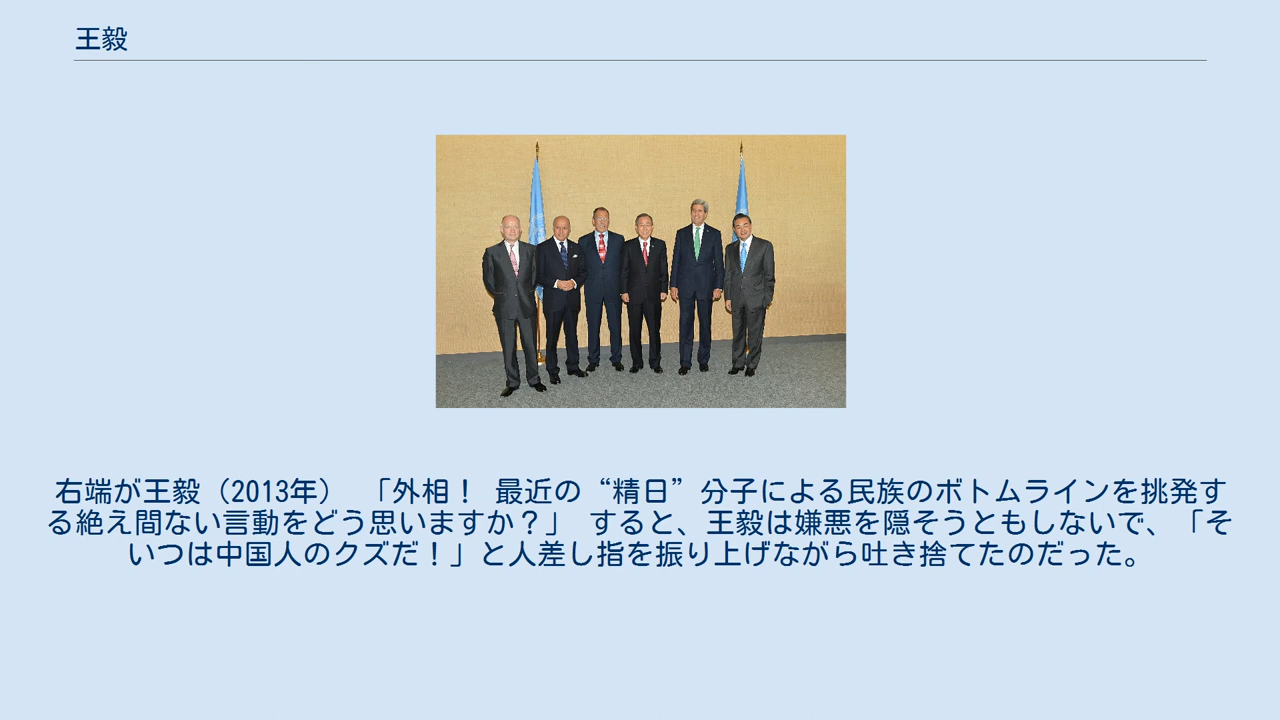 王毅
右端が王毅（2013年） 「外相！ 最近の“精日”分子による民族のボトムラインを挑発す
る絶え間ない言動をどう思いますか？」 すると、王毅は嫌悪を隠そうともしないで、「そ
いつは中国人のクズだ！」と人差し指を振り上げながら吐き捨てたのだった。